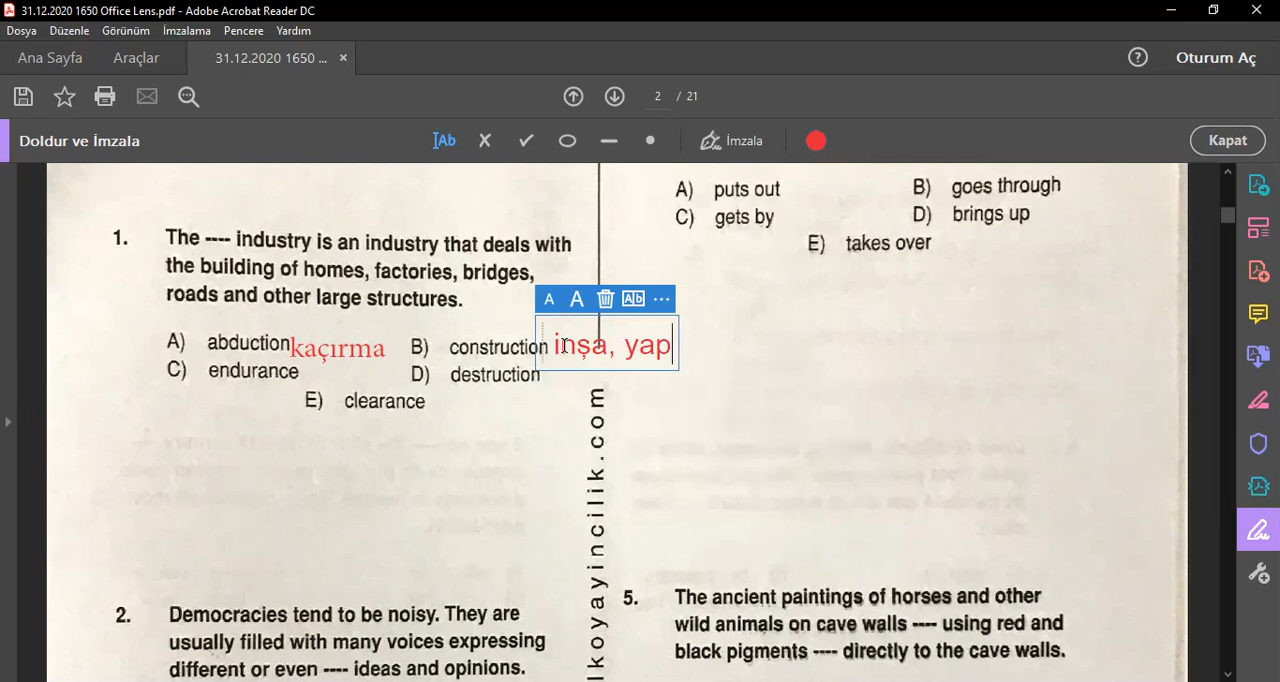 31.12.2020 1650 Office Lens.pdf - Adobe Acrobat Reader DC
Dosya Düzenle Görünüm İmzalama Pencere Yardım
Ana Sayfa Araçlar 31.12.2020 1650 ... × ? Oturum Aç
2 / 21
Doldur ve İmzala Ab İmzala Kapat
1. The ---- industry is an industry that deals with
the building of homes, factories, bridges,
roads and other large structures.
A A Ab ...
A) abduction kaçırma B) construction inşa, yap
C) endurance D) destruction
E) clearance
2. Democracies tend to be noisy. They are
usually filled with many voices expressing
different or even ---- ideas and opinions.
lkoyayincilik.com
A) puts out B) goes through
C) gets by D) brings up
E) takes over
5. The ancient paintings of horses and other
wild animals on cave walls ---- using red and
black pigments ---- directly to the cave walls.